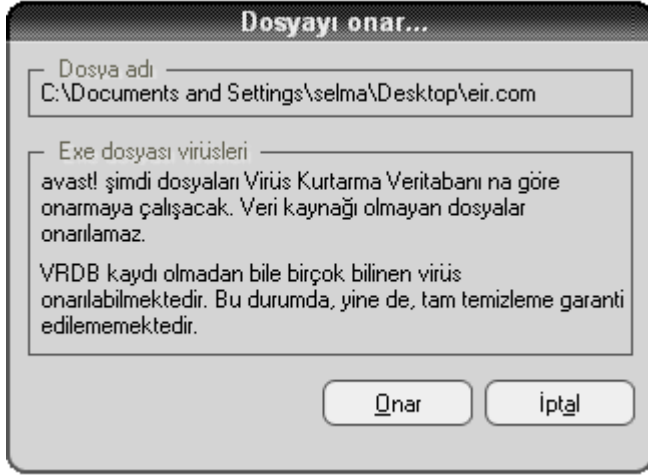 Dosyayı onar...
Dosya adı
C:\Documents and Settings\selma\Desktop\eir.com
Exe dosyası virüsleri
avast! şimdi dosyaları Virüs Kurtarma Veritabanı na göre
onarmaya çalışacak. Veri kaynağı olmayan dosyalar
onarılamaz.
VRDB kaydı olmadan bile birçok bilinen virüs
onarılabilmektedir. Bu durumda, yine de, tam temizleme garanti
edilememektedir.
Onar
İptal